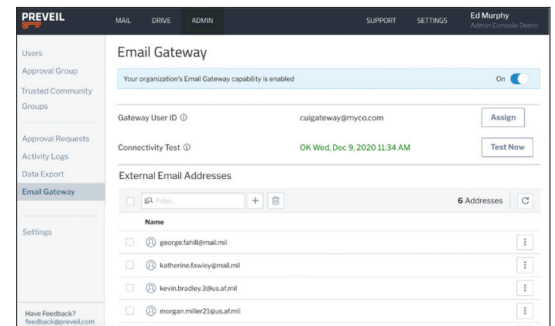 PREVEIL
MAIL DRIVE ADMIN SUPPORT SETTINGS Ed Murphy
Admin Console Demo
Users
Approval Group
Trusted Community
Groups
Approval Requests
Activity Logs
Data Export
Email Gateway
Settings
Have Feedback?
feedback@preveil.com
Email Gateway
Your organization's Email Gateway capability is enabled On
Gateway User ID cuigateway@myco.com Assign
Connectivity Test OK Wed, Dec 9, 2020 11:34 AM Test Now
External Email Addresses
Filter... 6 Addresses
Name
george.fahill@mail.mil
katherine.fawley@mail.mil
kevin.bradley.3@us.af.mil
morgan.miller21@us.af.mil